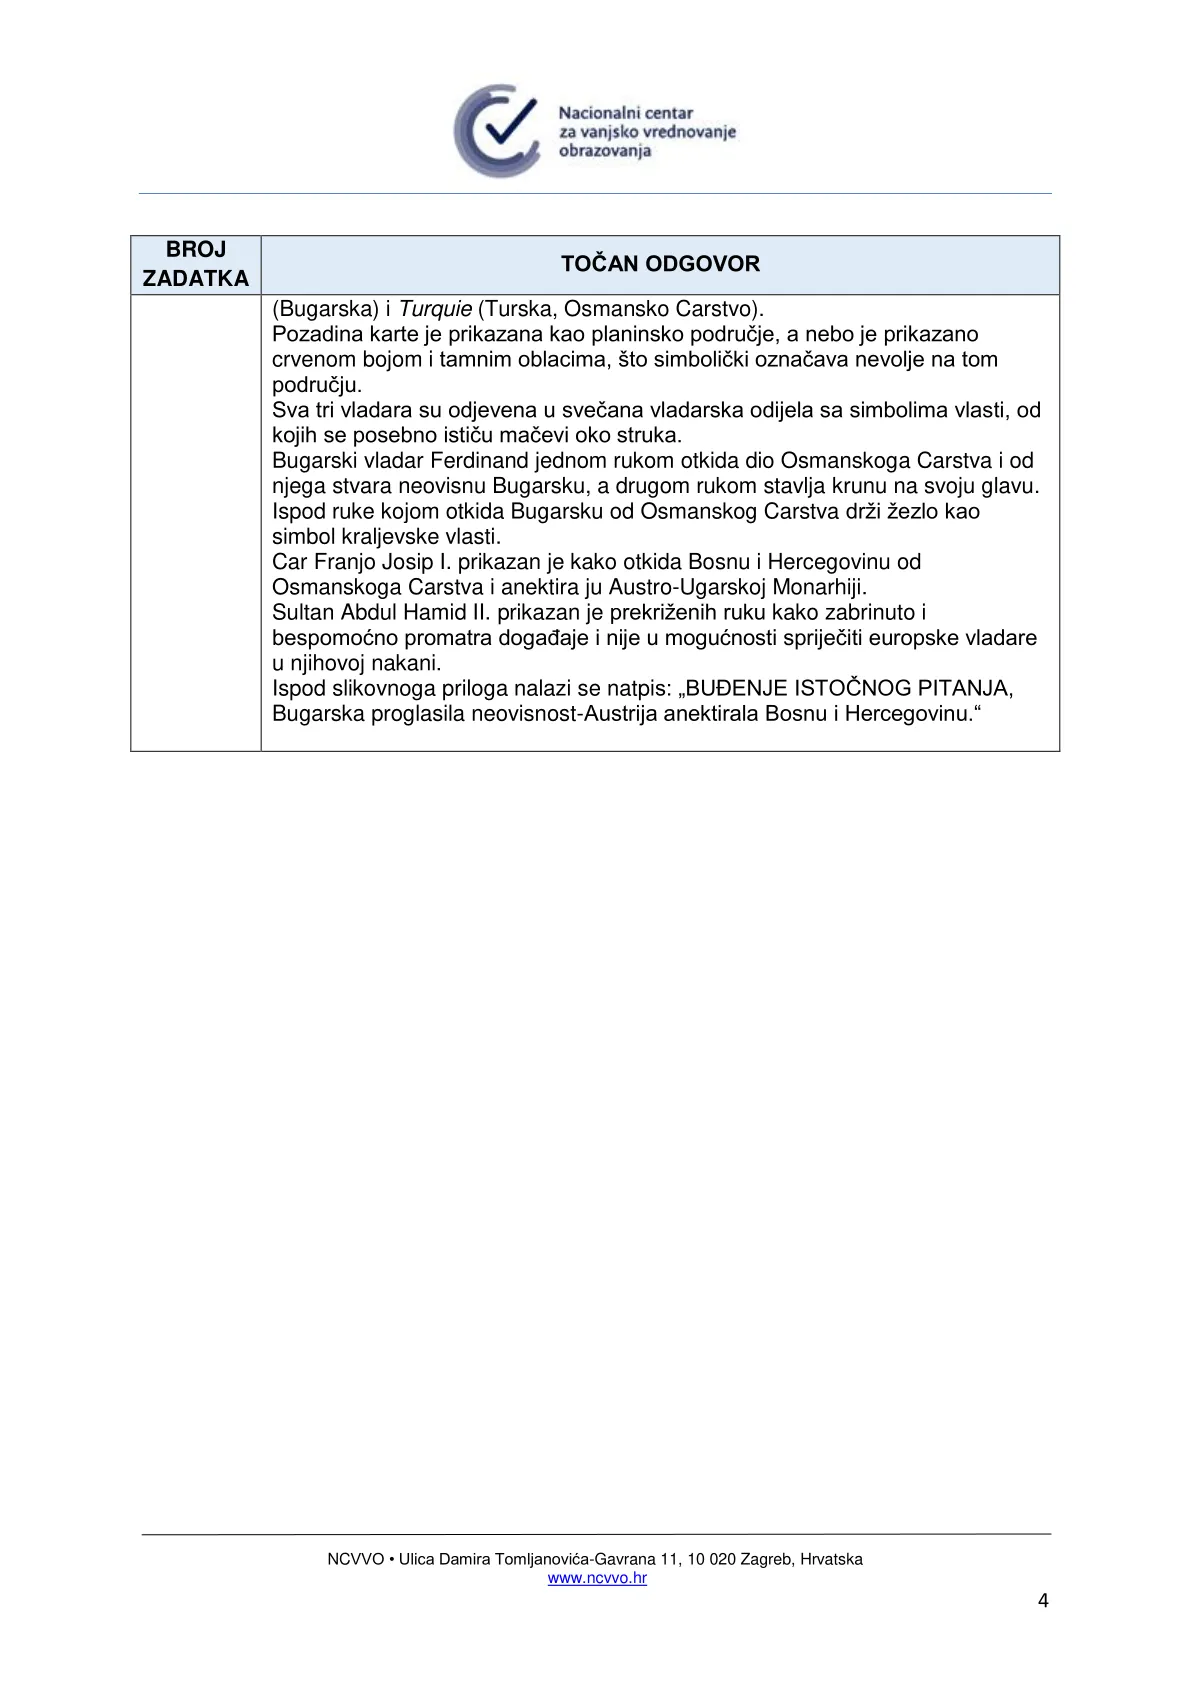 Nacionalni centar
za vanjsko vrednovanje
obrazovanja
BROJ
ZADATKA
TOČAN ODGOVOR
(Bugarska) i Turquie (Turska, Osmansko Carstvo).
Pozadina karte je prikazana kao planinsko područje, a nebo je prikazano
crvenom bojom i tamnim oblacima, što simbolički označava nevolje na tom
području.
Sva tri vladara su odjevena u svečana vladarska odijela sa simbolima vlasti, od
kojih se posebno ističu mačevi oko struka.
Bugarski vladar Ferdinand jednom rukom otkida dio Osmanskoga Carstva i od
njega stvara neovisnu Bugarsku, a drugom rukom stavlja krunu na svoju glavu.
Ispod ruke kojom otkida Bugarsku od Osmanskog Carstva drži žezlo kao
simbol kraljevske vlasti.
Car Franjo Josip I. prikazan je kako otkida Bosnu i Hercegovinu od
Osmanskoga Carstva i anektira ju Austro-Ugarskoj Monarhiji.
Sultan Abdul Hamid II. prikazan je prekriženih ruku kako zabrinuto i
bespomoćno promatra događaje i nije u mogućnosti spriječiti europske vladare
u njihovoj nakani.
Ispod slikovnoga priloga nalazi se natpis: „BUĐENJE ISTOČNOG PITANJA,
Bugarska proglasila neovisnost-Austrija anektirala Bosnu i Hercegovinu.“
NCVVO • Ulica Damira Tomljanovića-Gavrana 11, 10 020 Zagreb, Hrvatska
www.ncvvo.hr
4